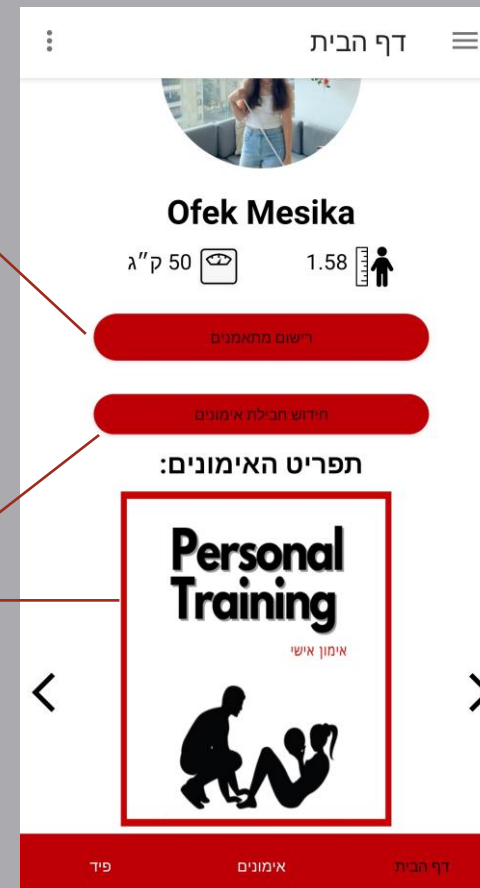 דף הבית
Ofek Mesika
1.58
50 ק"ג
רישום מתאמנים
חידוש חבילת אימונים
תפריט האימונים:
Personal
Training
אימון אישי
דף הבית
אימונים
פיד